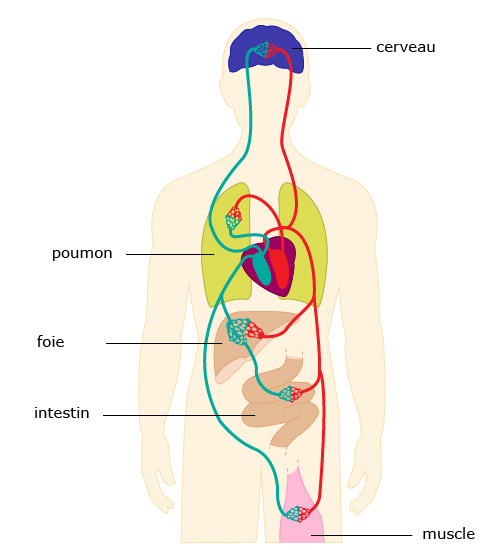 cerveau
poumon
foie
intestin
muscle